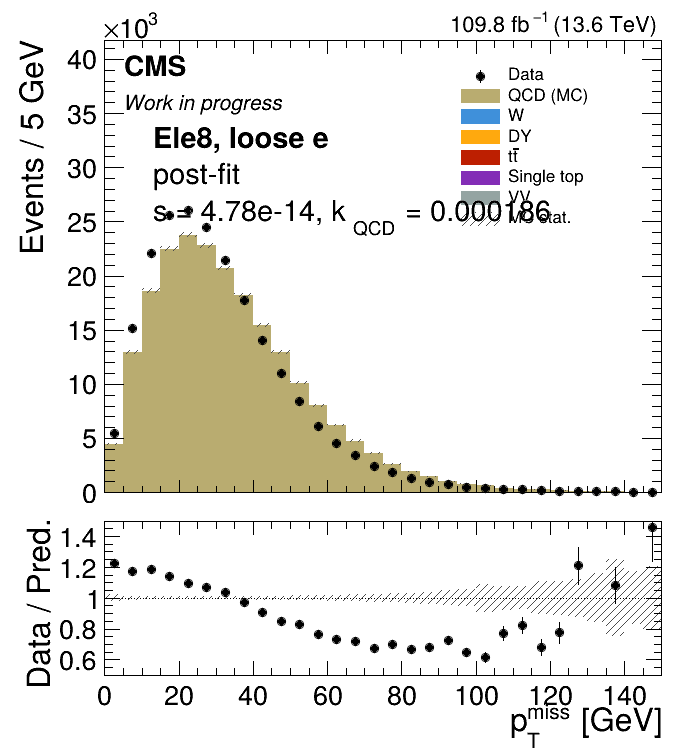 ×10³
109.8 fb⁻¹ (13.6 TeV)
Events / 5 GeV
40
35
30
25
20
15
10
5
0
CMS
Work in progress
Ele8, loose e
post-fit
s = 4.78e-14, k QCD = 0.000186
Data
QCD (MC)
W
DY
tt̄
Single top
VV
MC stat.
Data / Pred.
1.4
1.2
1
0.8
0.6
0 20 40 60 80 100 120 140
p_T^miss [GeV]